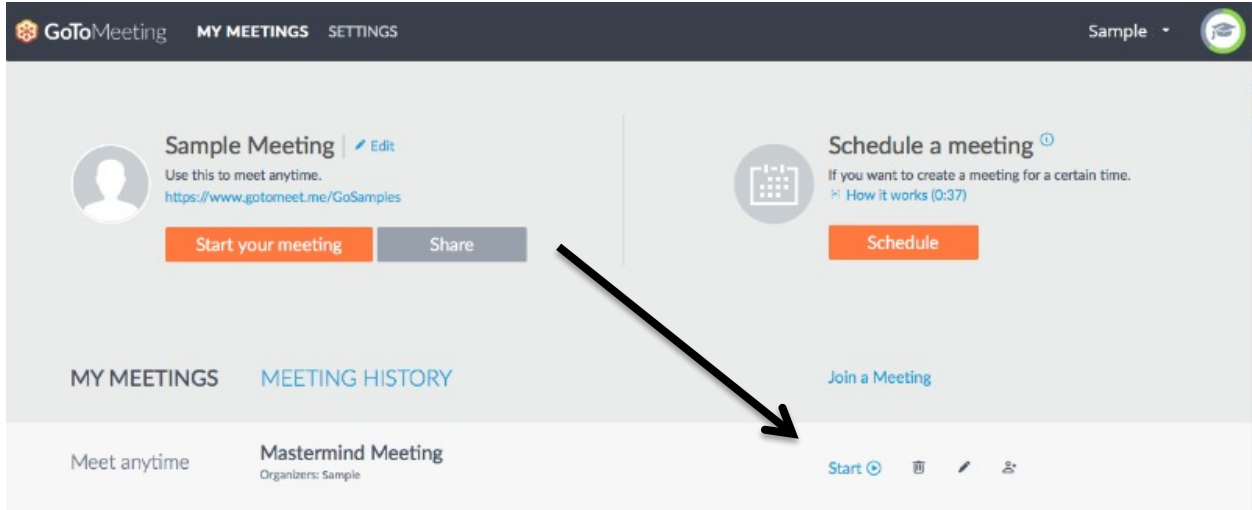 GoToMeeting MY MEETINGS SETTINGS Sample
Sample Meeting | Edit
Use this to meet anytime.
https://www.gotomeet.me/GoSamples
Start your meeting Share
Schedule a meeting
If you want to create a meeting for a certain time.
How it works (0:37)
Schedule
MY MEETINGS MEETING HISTORY Join a Meeting
Meet anytime Mastermind Meeting Start
Organizers: Sample